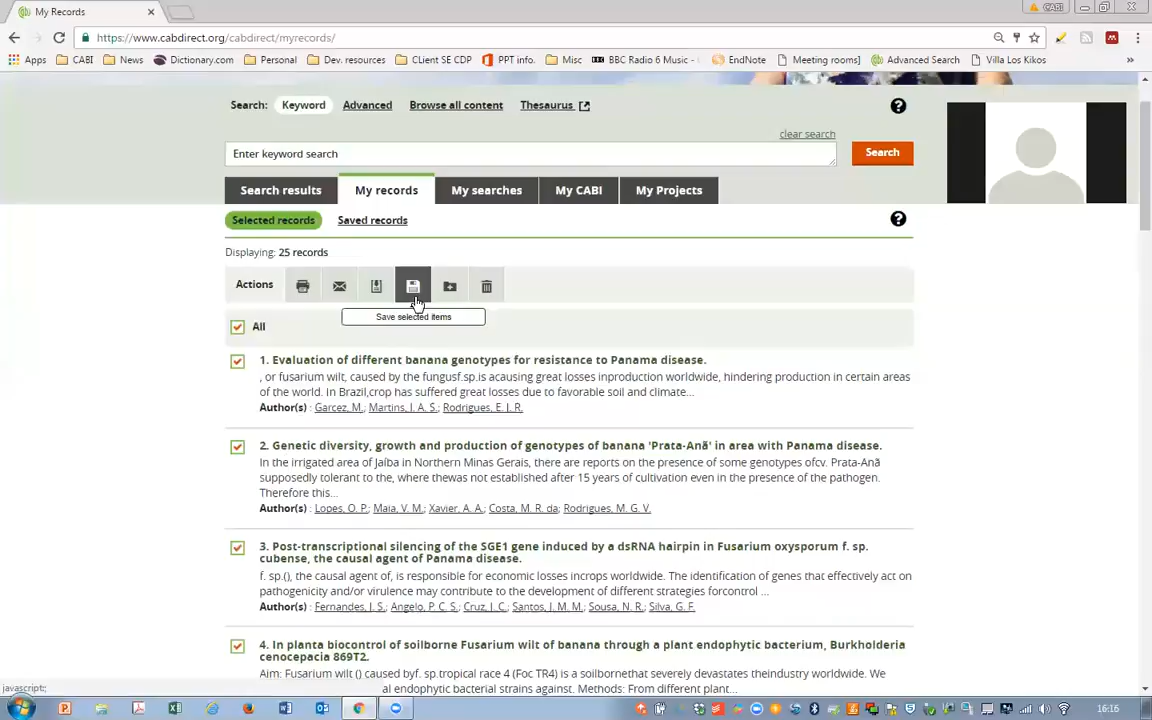 My Records
CABI
https://www.cabdirect.org/cabdirect/myrecords/
Apps CABI News Dictionary.com Personal Dev. resources CLient SE CDP PPT info. Misc BBC Radio 6 Music - EndNote Meeting rooms] Advanced Search Villa Los Kikos
Search: Keyword Advanced Browse all content Thesaurus
clear search
Enter keyword search
Search
Search results My records My searches My CABI My Projects
Selected records Saved records
Displaying: 25 records
Actions
Save selected items
All
1. Evaluation of different banana genotypes for resistance to Panama disease.
, or fusarium wilt, caused by the fungusf.sp.is acausing great losses inproduction worldwide, hindering production in certain areas
of the world. In Brazil,crop has suffered great losses due to favorable soil and climate...
Author(s) : Garcez, M.; Martins, J. A. S.; Rodrigues, E. J. R.
2. Genetic diversity, growth and production of genotypes of banana 'Prata-Anã' in area with Panama disease.
In the irrigated area of Jaíba in Northern Minas Gerais, there are reports on the presence of some genotypes ofcv. Prata-Anã
supposedly tolerant to the, where thewas not established after 15 years of cultivation even in the presence of the pathogen.
Therefore this...
Author(s) : Lopes, O. P.; Maia, V. M.; Xavier, A. A.; Costa, M. R. da; Rodrigues, M. G. V.
3. Post-transcriptional silencing of the SGE1 gene induced by a dsRNA hairpin in Fusarium oxysporum f. sp.
cubense, the causal agent of Panama disease.
f. sp.(), the causal agent of, is responsible for economic losses incrops worldwide. The identification of genes that effectively act on
pathogenicity and/or virulence may contribute to the development of different strategies forcontrol ...
Author(s) : Fernandes, J. S.; Angelo, P. C. S.; Cruz, J. C.; Santos, J. M. M.; Sousa, N. R.; Silva, G. F.
4. In planta biocontrol of soilborne Fusarium wilt of banana through a plant endophytic bacterium, Burkholderia
cenocepacia 869T2.
Aim: Fusarium wilt () caused byf. sp.tropical race 4 (Foc TR4) is a soilbornethat severely devastates theindustry worldwide. We
al endophytic bacterial strains against. Methods: From different plant...
javascript:;
16:16